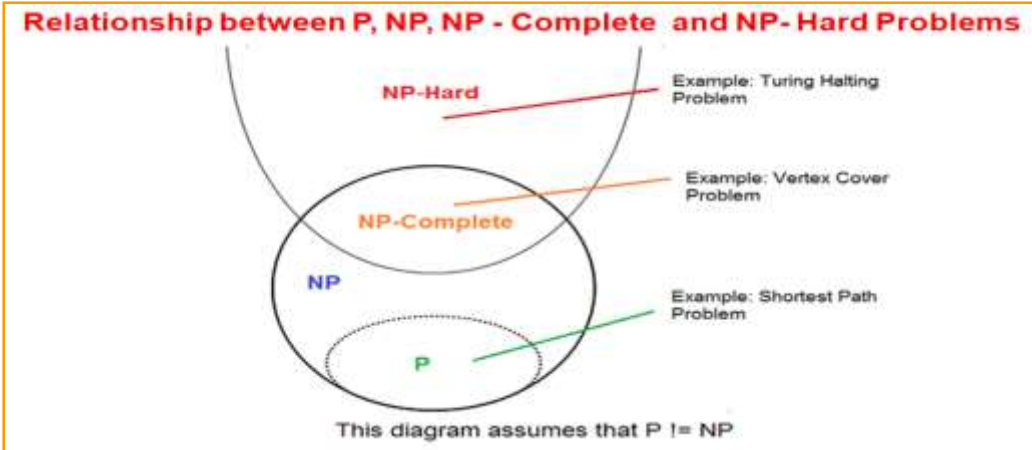 Relationship between P, NP, NP - Complete and NP- Hard Problems
NP-Hard
Example: Turing Halting
Problem
Example: Vertex Cover
Problem
NP-Complete
NP
Example: Shortest Path
Problem
P
This diagram assumes that P != NP